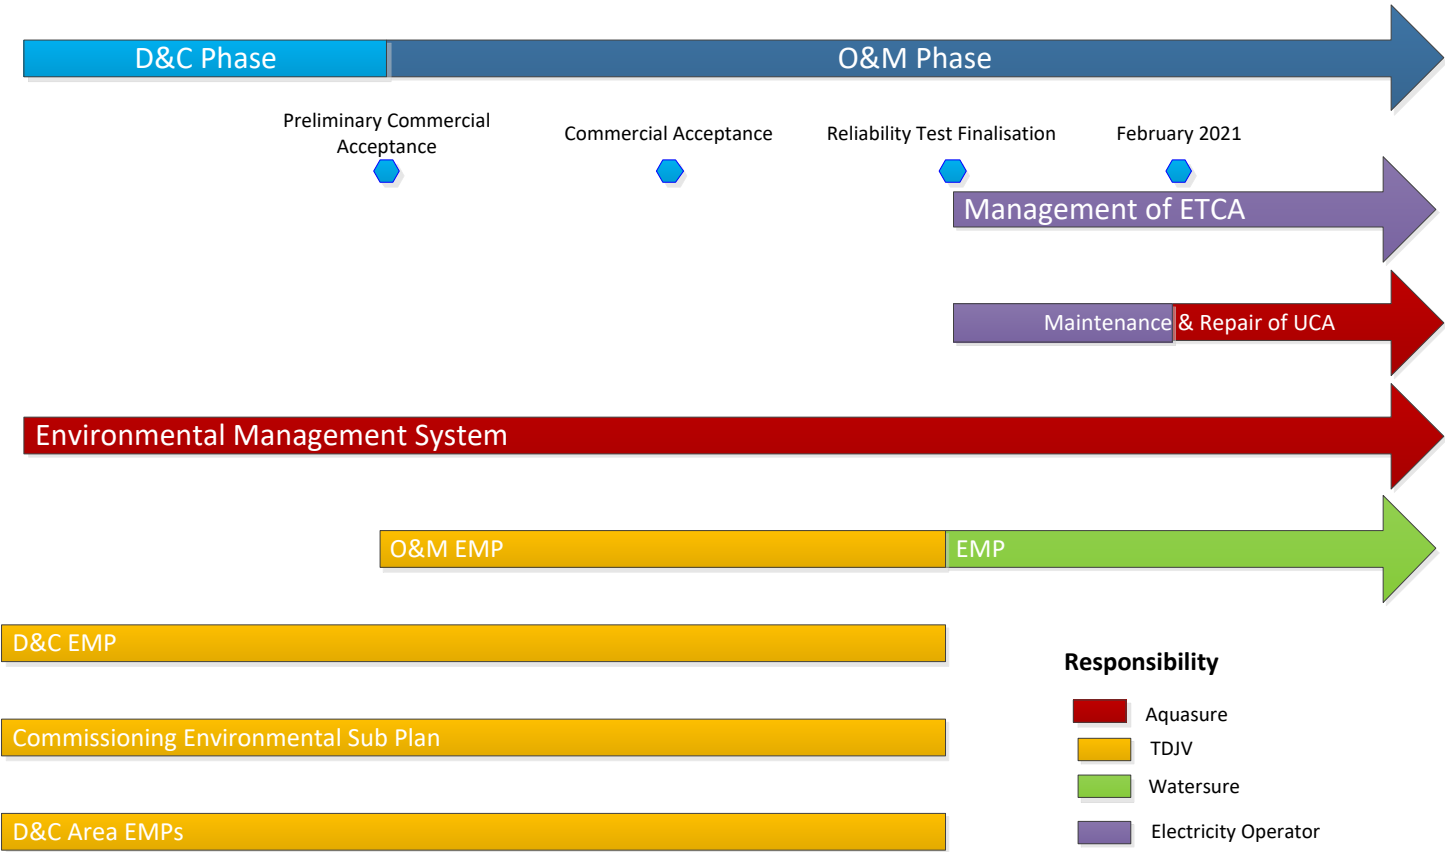 D&C Phase
O&M Phase
Preliminary Commercial
Acceptance
Commercial Acceptance
Reliability Test Finalisation
February 2021
Management of ETCA
Maintenance & Repair of UCA
Environmental Management System
O&M EMP
EMP
D&C EMP
Commissioning Environmental Sub Plan
D&C Area EMPs
Responsibility
Aquasure
TDJV
Watersure
Electricity Operator